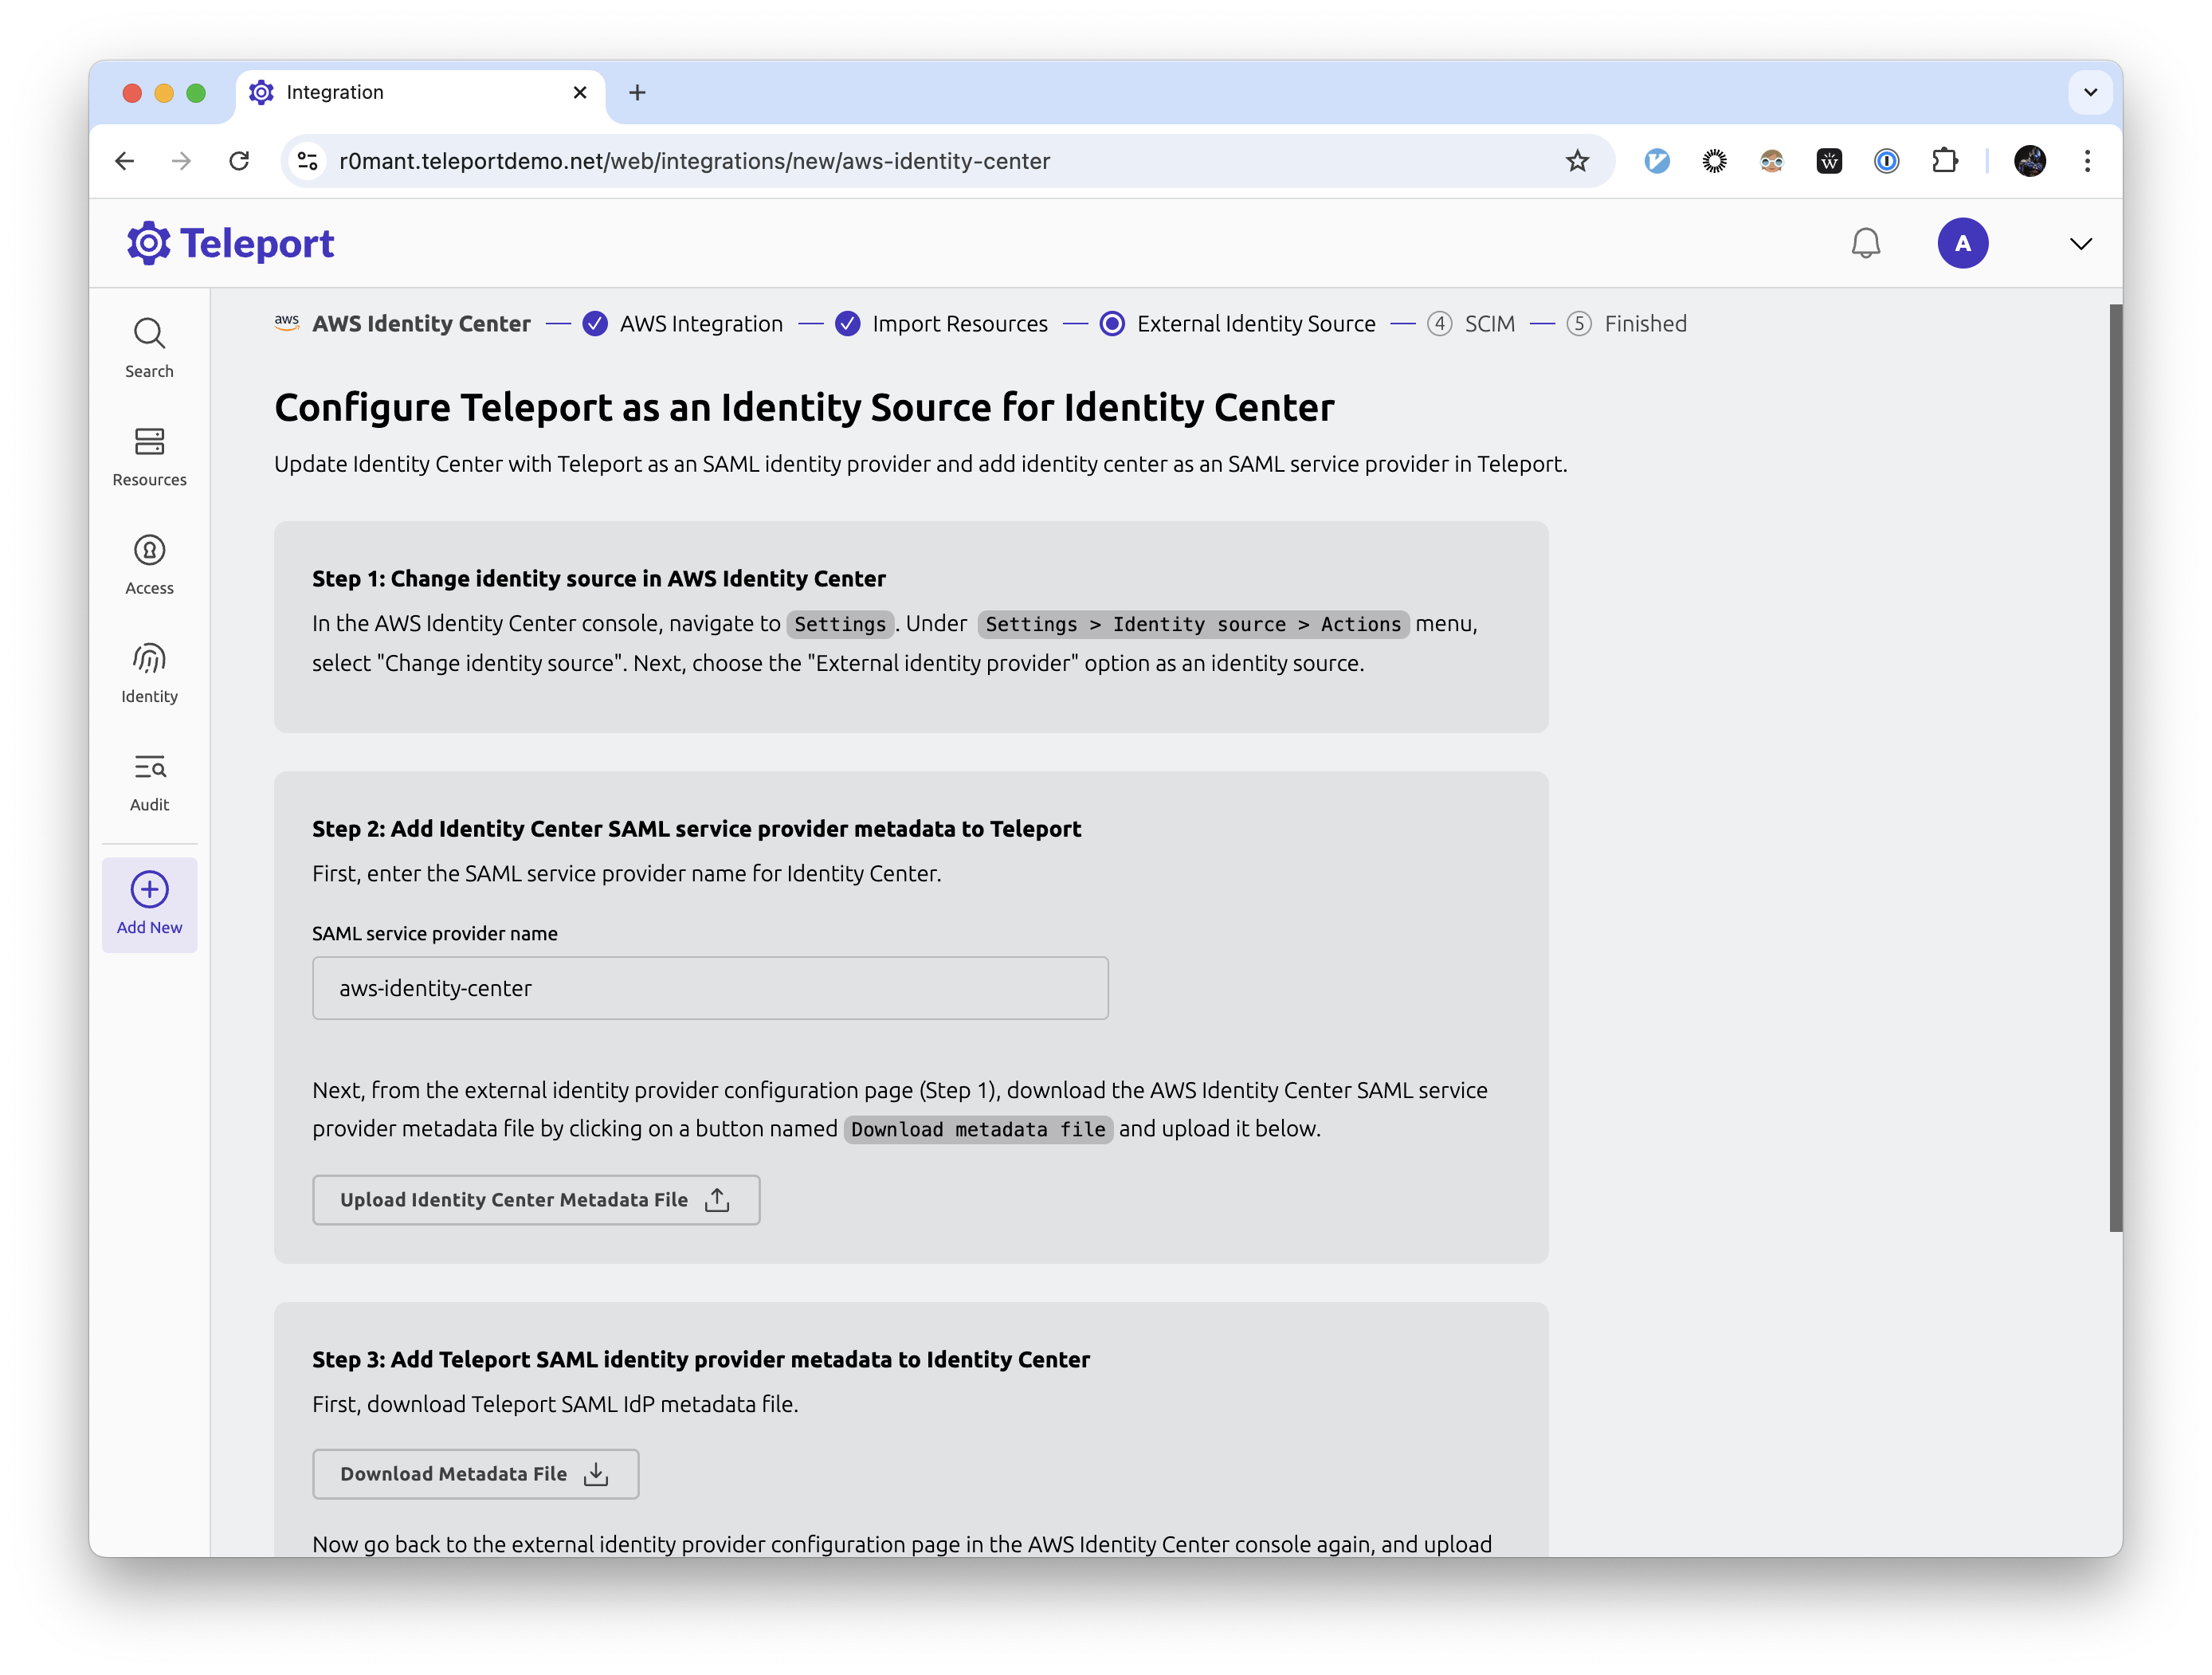 Integration
r0mant.teleportdemo.net/web/integrations/new/aws-identity-center
Teleport
A
Search
Resources
Access
Identity
Audit
Add New
aws AWS Identity Center AWS Integration Import Resources External Identity Source 4 SCIM 5 Finished
Configure Teleport as an Identity Source for Identity Center
Update Identity Center with Teleport as an SAML identity provider and add identity center as an SAML service provider in Teleport.
Step 1: Change identity source in AWS Identity Center
In the AWS Identity Center console, navigate to Settings. Under Settings > Identity source > Actions menu,
select "Change identity source". Next, choose the "External identity provider" option as an identity source.
Step 2: Add Identity Center SAML service provider metadata to Teleport
First, enter the SAML service provider name for Identity Center.
SAML service provider name
aws-identity-center
Next, from the external identity provider configuration page (Step 1), download the AWS Identity Center SAML service
provider metadata file by clicking on a button named Download metadata file and upload it below.
Upload Identity Center Metadata File
Step 3: Add Teleport SAML identity provider metadata to Identity Center
First, download Teleport SAML IdP metadata file.
Download Metadata File
Now go back to the external identity provider configuration page in the AWS Identity Center console again, and upload